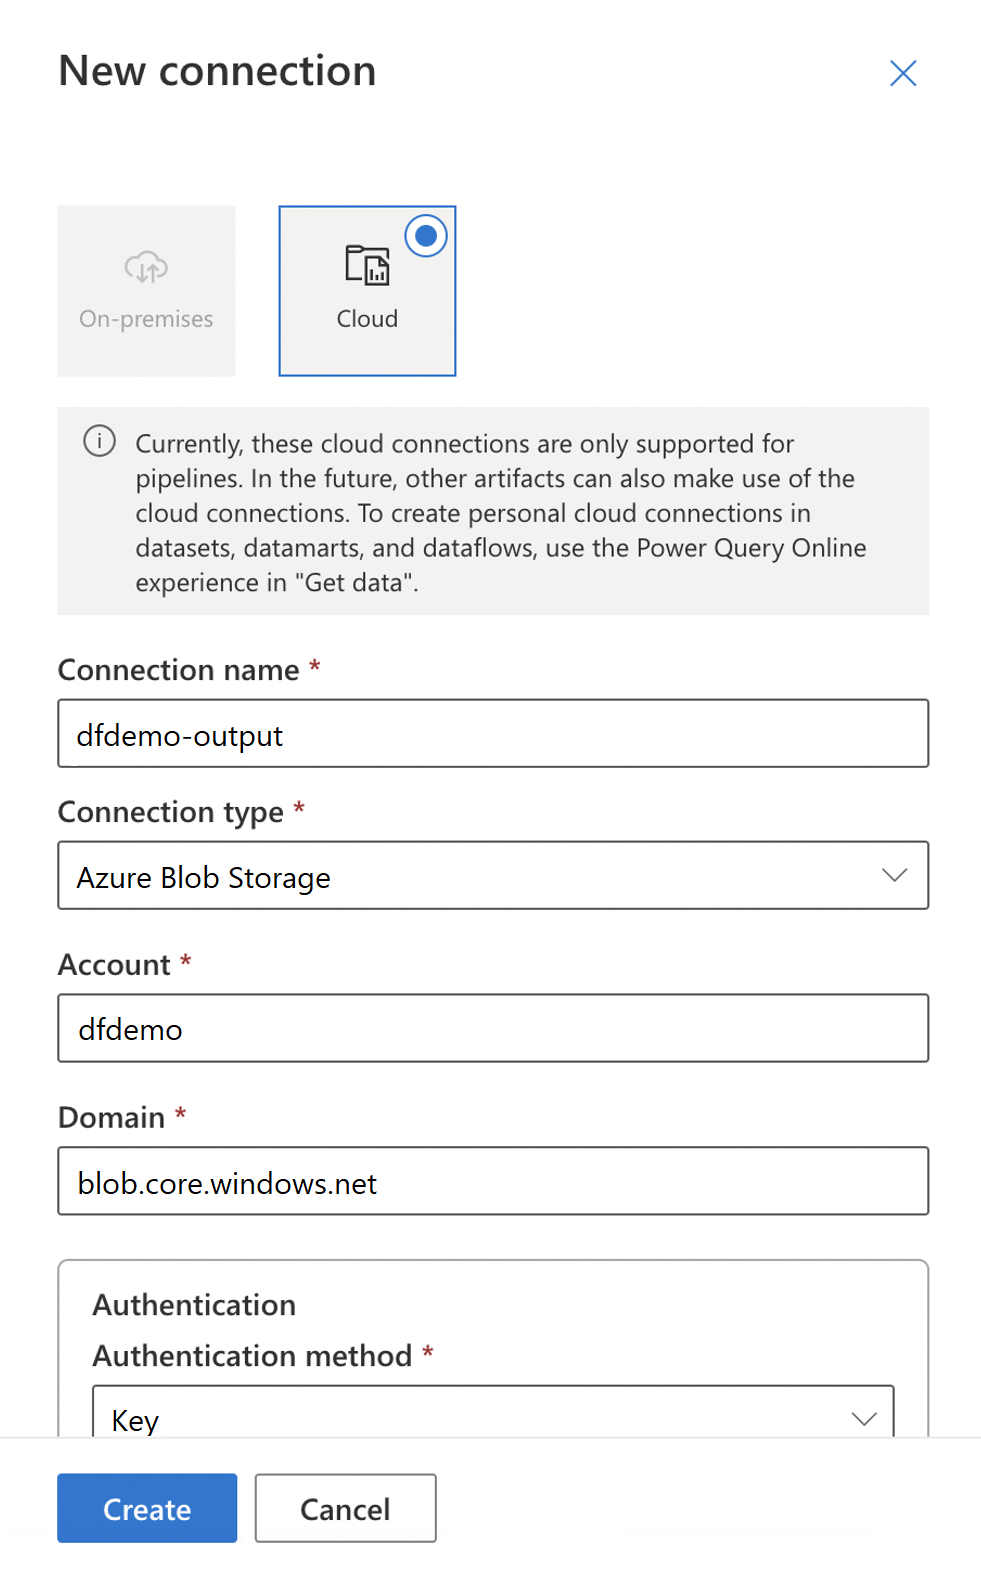 New connection
On-premises
Cloud
Currently, these cloud connections are only supported for
pipelines. In the future, other artifacts can also make use of the
cloud connections. To create personal cloud connections in
datasets, datamarts, and dataflows, use the Power Query Online
experience in "Get data".
Connection name *
dfdemo-output
Connection type *
Azure Blob Storage
Account *
dfdemo
Domain *
blob.core.windows.net
Authentication
Authentication method *
Key
Create
Cancel